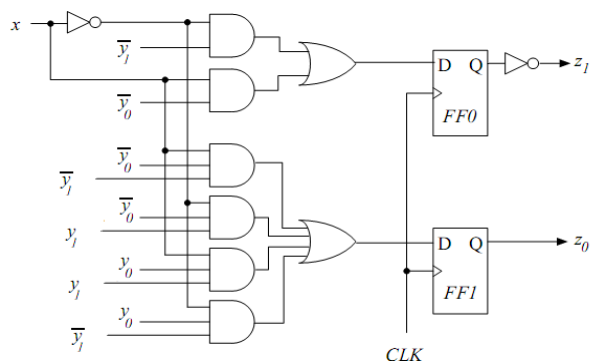 x
y̅₁
y̅₀
D Q
FF0
z₁
y̅₀
y̅₁
y̅₀
y₁
y₀
y₁
y₀
y̅₁
D Q
FF1
z₀
CLK